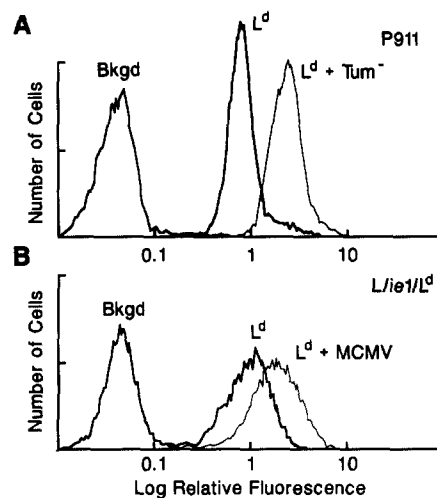 A
P911
Bkgd
L^d
L^d + Tum^-
Number of Cells
0.1 1 10
B
L/ie1/L^d
Bkgd
L^d
L^d + MCMV
Number of Cells
0.1 1 10
Log Relative Fluorescence